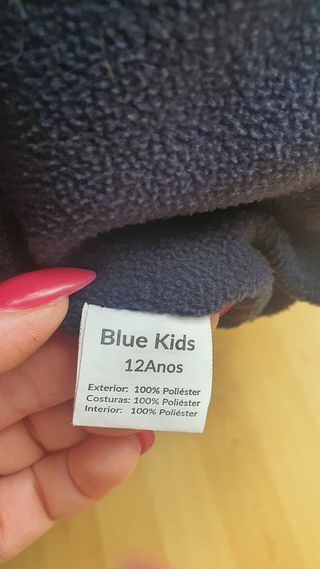 Blue Kids
12Anos
Exterior: 100% Poliéster
Costuras: 100% Poliéster
Interior: 100% Poliéster